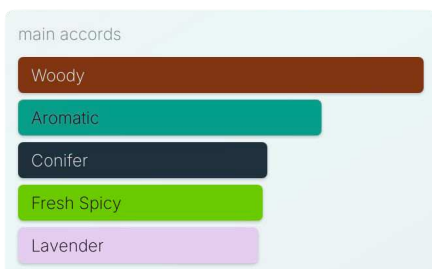 main accords
Woody
Aromatic
Conifer
Fresh Spicy
Lavender